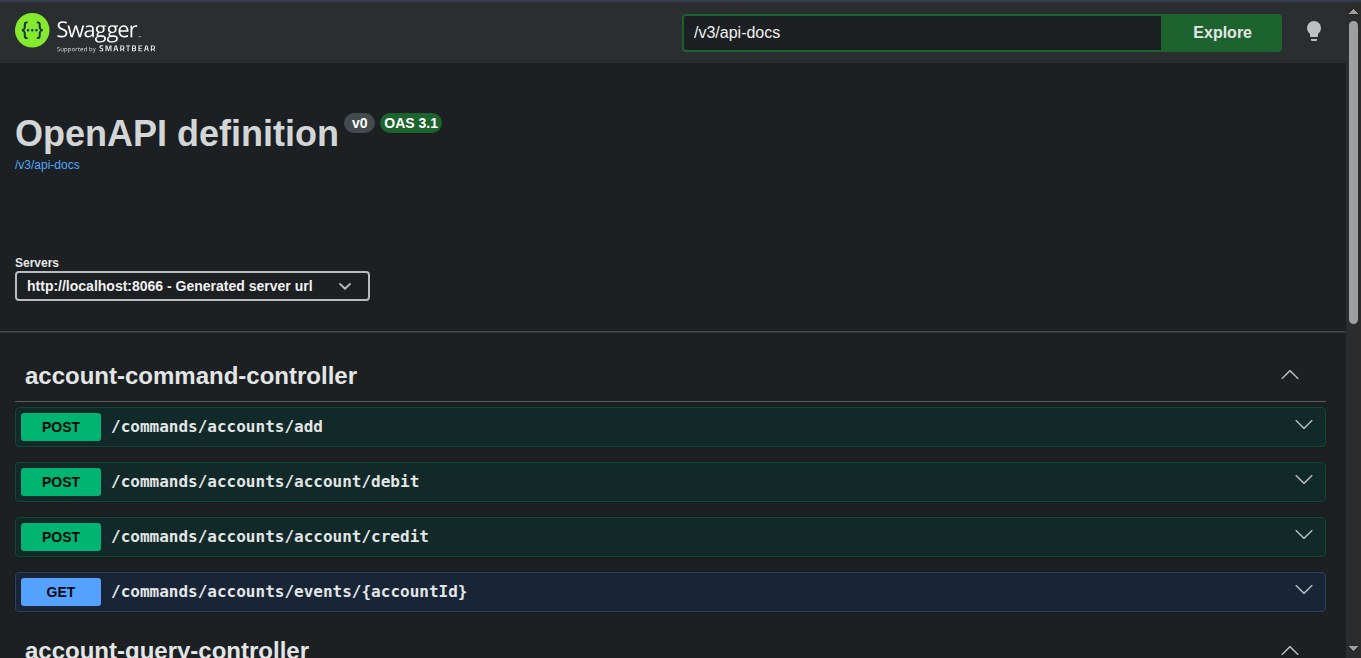 Swagger
Supported by SMARTBEAR
/v3/api-docs
Explore
OpenAPI definition
v0
OAS 3.1
/v3/api-docs
Servers
http://localhost:8066 - Generated server url
account-command-controller
POST /commands/accounts/add
POST /commands/accounts/account/debit
POST /commands/accounts/account/credit
GET /commands/accounts/events/{accountId}
account-query-controller